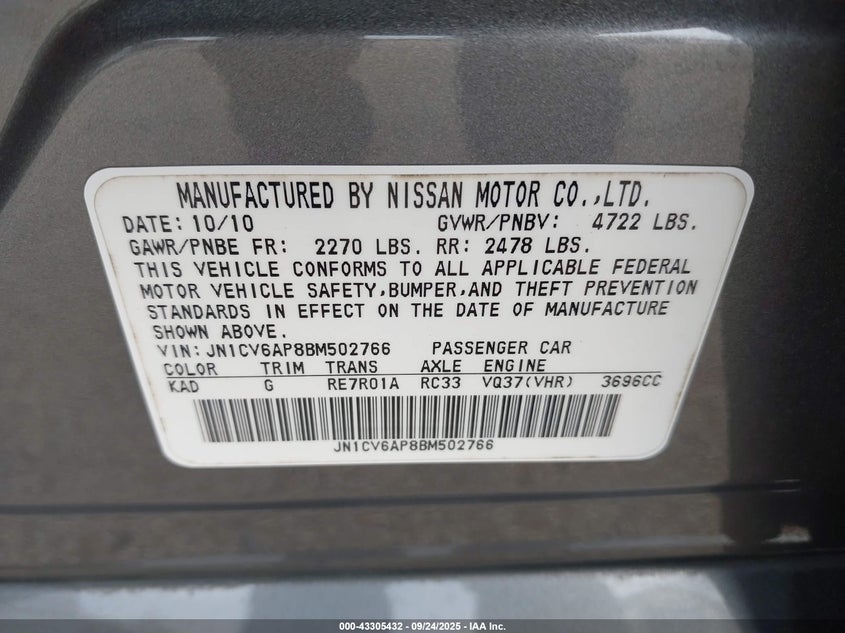 MANUFACTURED BY NISSAN MOTOR CO.,LTD.
DATE: 10/10 GVWR/PNBV: 4722 LBS.
GAWR/PNBE FR: 2270 LBS. RR: 2478 LBS.
THIS VEHICLE CONFORMS TO ALL APPLICABLE FEDERAL
MOTOR VEHICLE SAFETY,BUMPER,AND THEFT PREVENTION
STANDARDS IN EFFECT ON THE DATE OF MANUFACTURE
SHOWN ABOVE.
VIN: JN1CV6AP8BM502766 PASSENGER CAR
COLOR TRIM TRANS AXLE ENGINE
KAD G RE7R01A RC33 VQ37(VHR) 3696CC
JN1CV6AP8BM502766
000-43305432 - 09/24/2025 - IAA Inc.